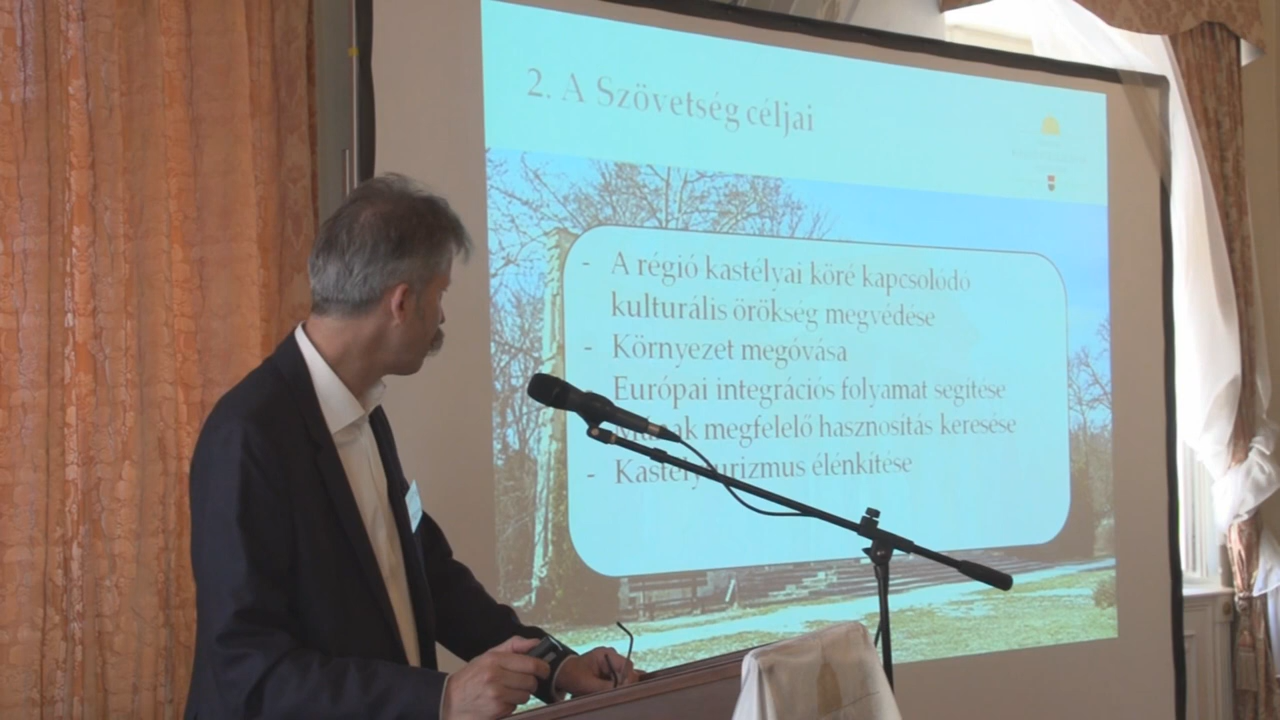 2. A Szövetség céljai
- A régió kastélyai köré kapcsolódó
kulturális örökség megvédése
- Környezet megóvása
Európai integrációs folyamat segítése
megfelelő hasznosítás keresése
- Kastélyturizmus élénkítése